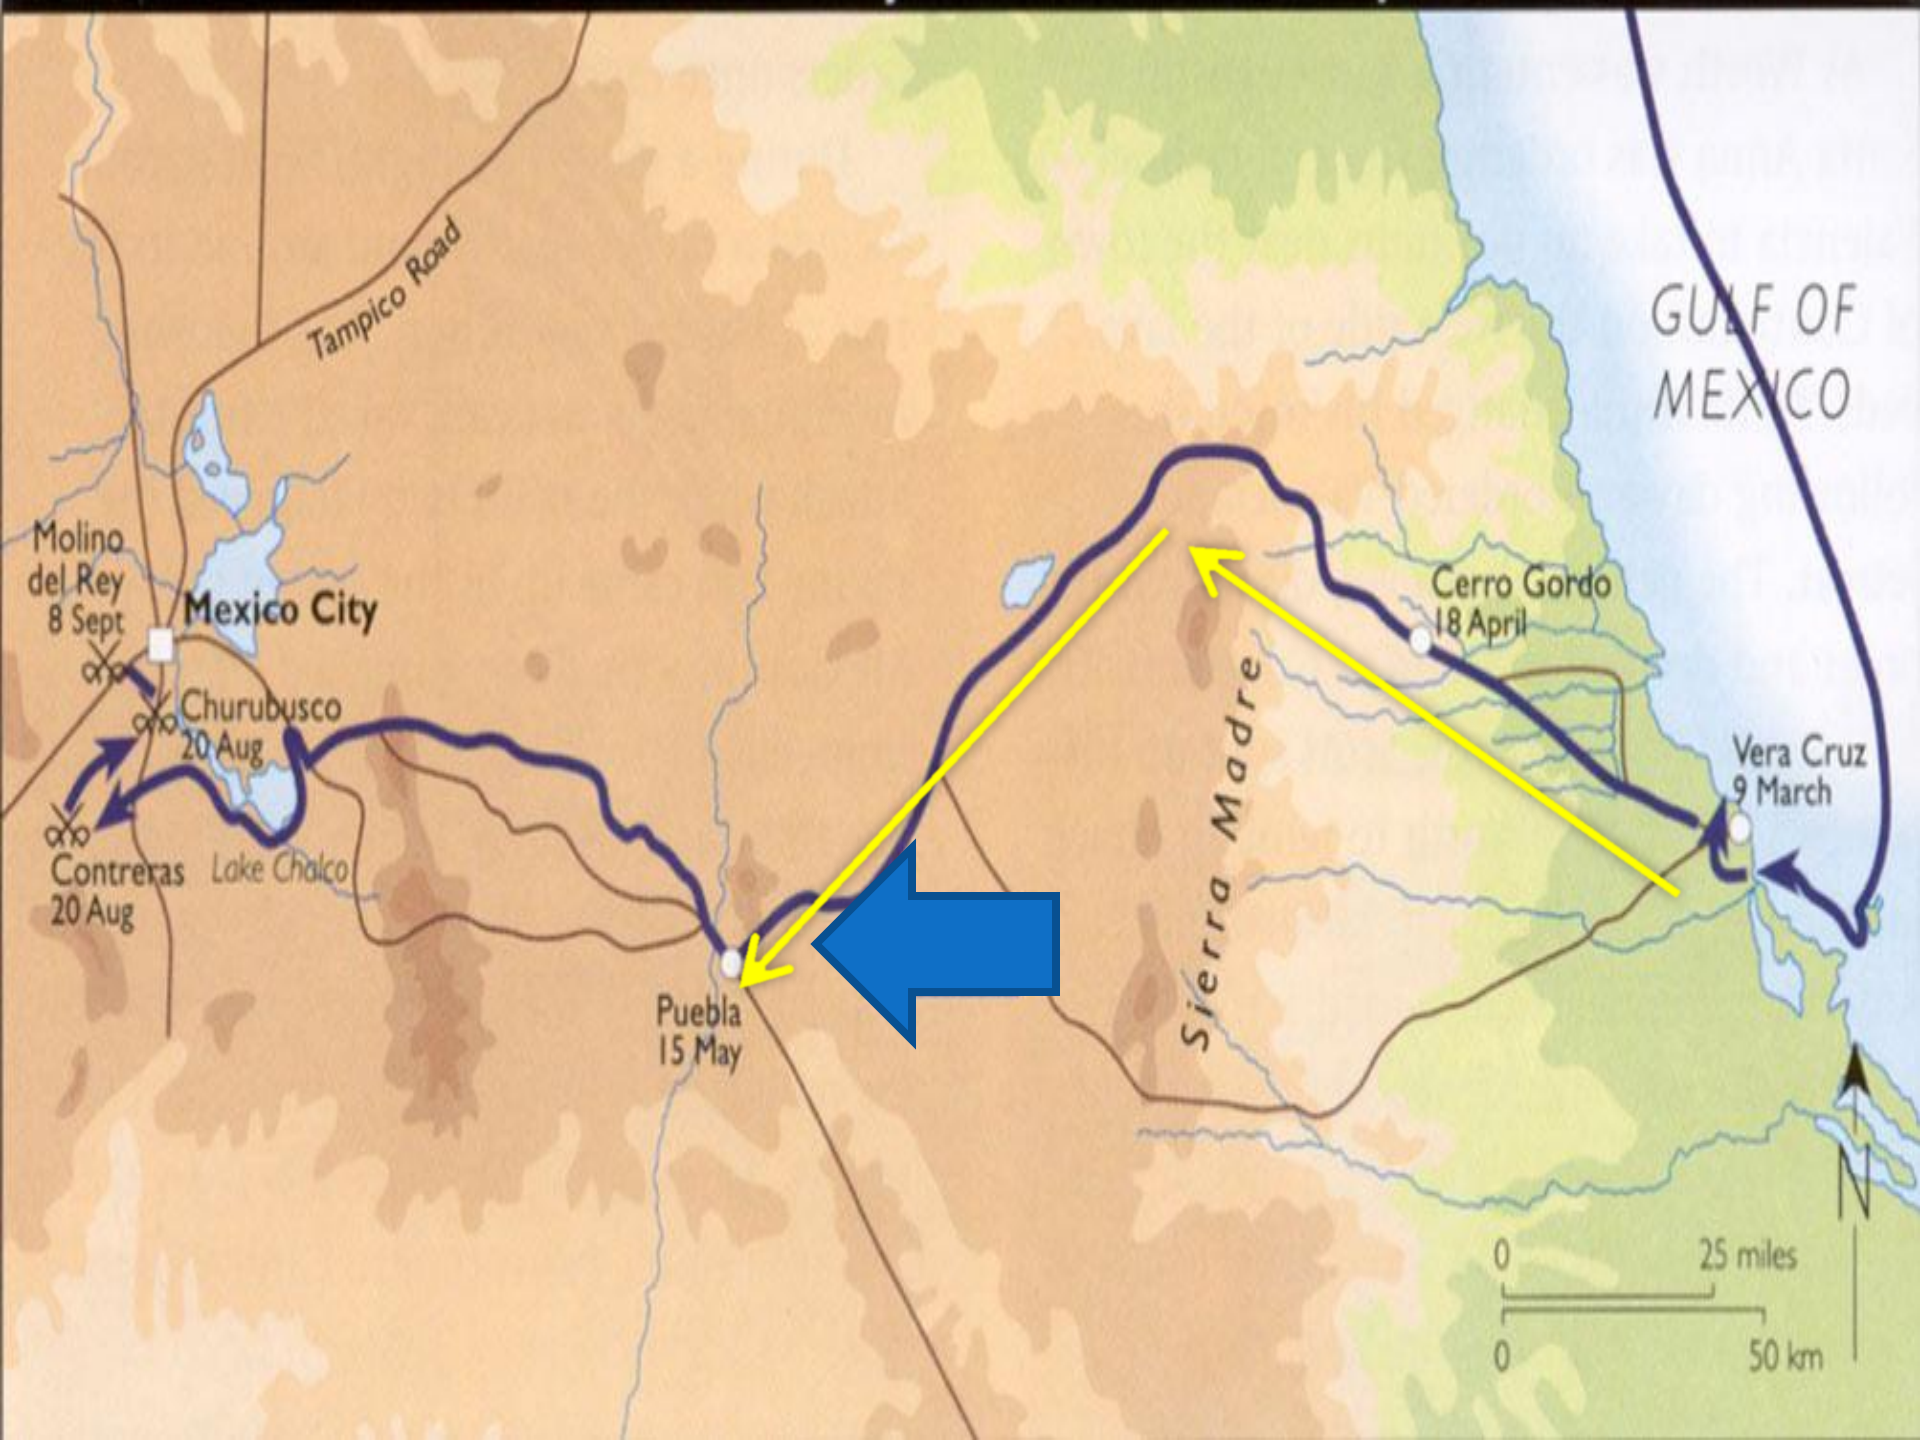 Tampico Road
GULF OF
MEXICO
Molino
del Rey
8 Sept
Mexico City
Cerro Gordo
18 April
Churubusco
20 Aug
Vera Cruz
9 March
Contreras
20 Aug
Lake Chalco
Sierra Madre
Puebla
15 May
N
0
25 miles
0
50 km